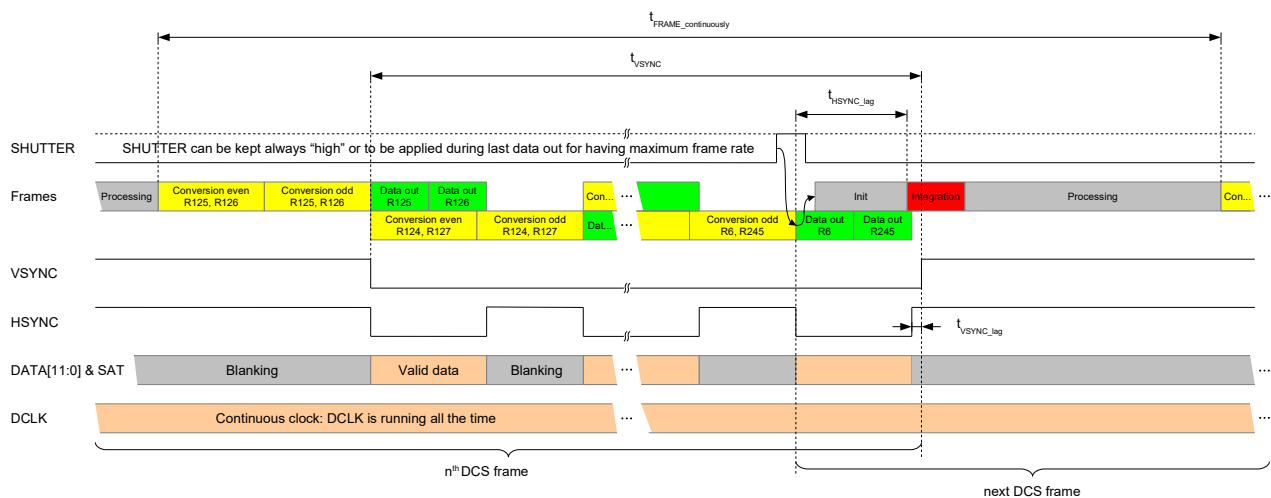 tFRAME_continuously
tVSYNC
tHSYNC_lag
SHUTTER
SHUTTER can be kept always “high” or to be applied during last data out for having maximum frame rate
Frames
Processing
Conversion even
R125, R126
Conversion odd
R125, R126
Data out
R125
Data out
R126
Con...
...
Init
Integration
Processing
Con...
...
Conversion even
R124, R127
Conversion odd
R124, R127
Dat...
...
Conversion odd
R6, R245
Data out
R6
Data out
R245
VSYNC
HSYNC
tVSYNC_lag
DATA[11:0] & SAT
Blanking
Valid data
Blanking
...
...
DCLK
Continuous clock: DCLK is running all the time
...
...
nth DCS frame
next DCS frame